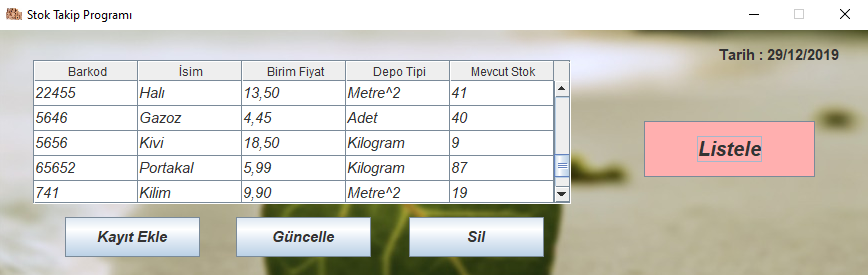 Stok Takip Programı
Tarih : 29/12/2019
Barkod İsim Birim Fiyat Depo Tipi Mevcut Stok
22455 Halı 13,50 Metre^2 41
5646 Gazoz 4,45 Adet 40
5656 Kivi 18,50 Kilogram 9
65652 Portakal 5,99 Kilogram 87
741 Kilim 9,90 Metre^2 19
Listele
Kayıt Ekle Güncelle Sil